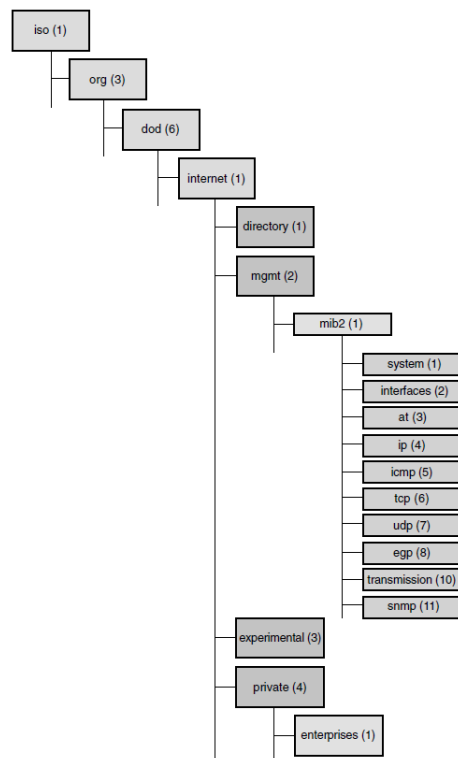 iso (1)
org (3)
dod (6)
internet (1)
directory (1)
mgmt (2)
mib2 (1)
system (1)
interfaces (2)
at (3)
ip (4)
icmp (5)
tcp (6)
udp (7)
egp (8)
transmission (10)
snmp (11)
experimental (3)
private (4)
enterprises (1)